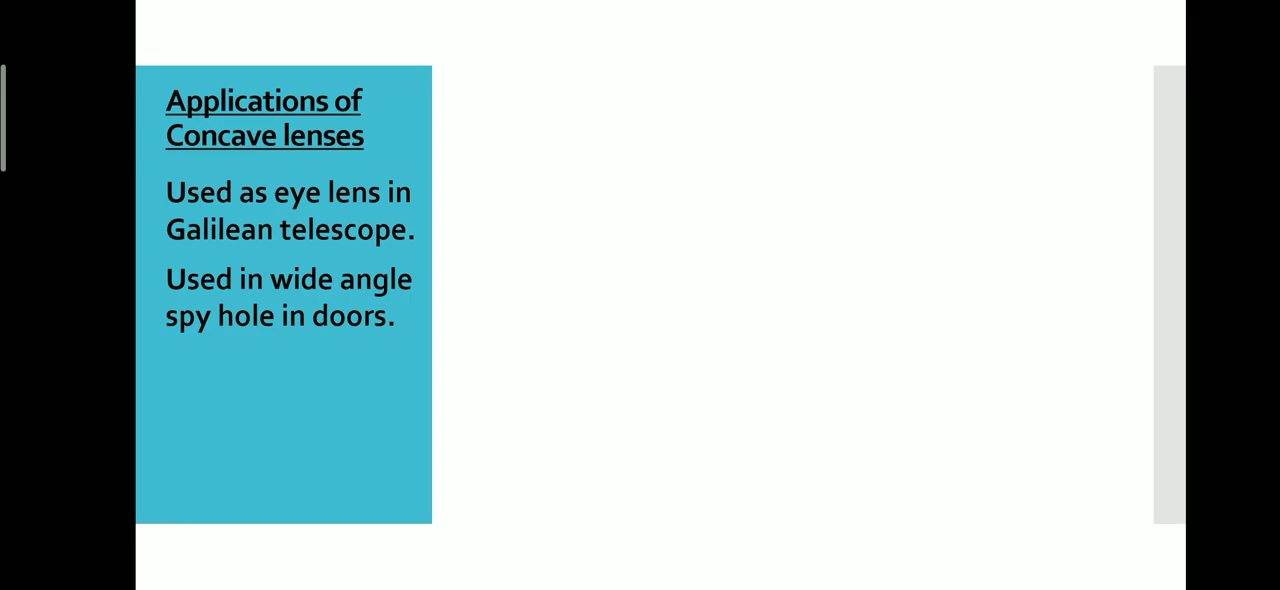 Applications of
Concave lenses
Used as eye lens in
Galilean telescope.
Used in wide angle
spy hole in doors.